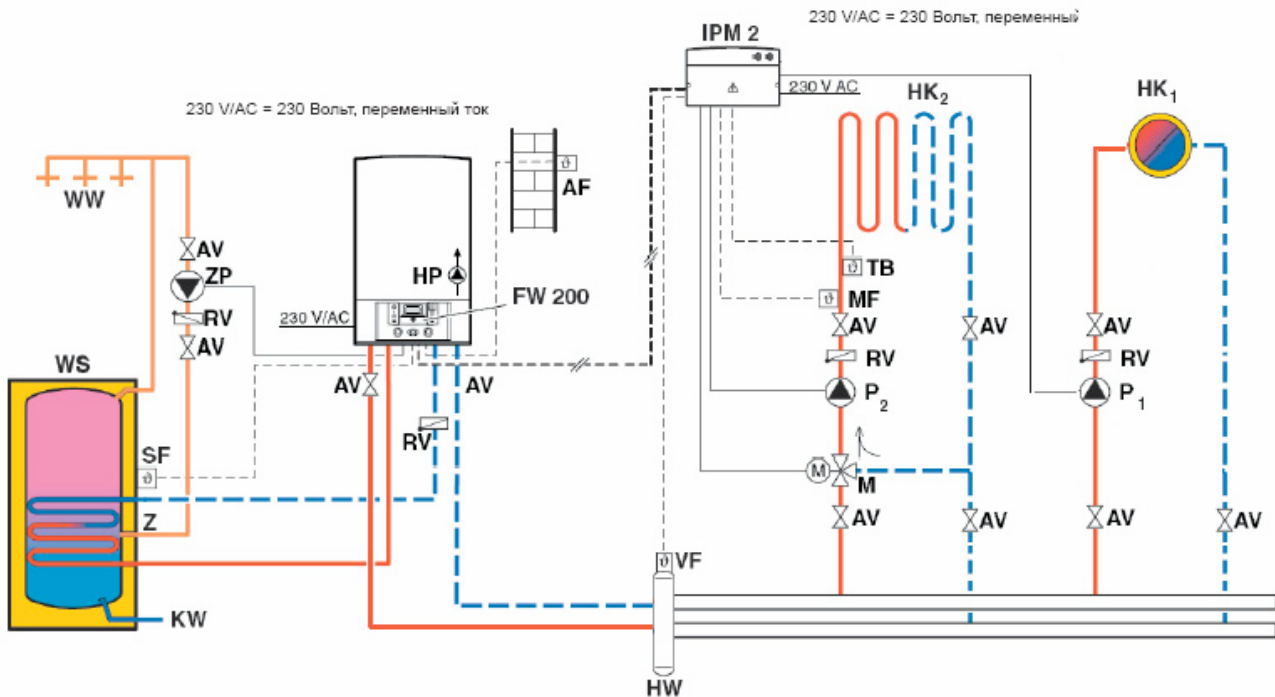 230 V/AC = 230 Вольт, переменный
IPM 2
230 V AC
HK2
HK1
230 V/AC = 230 Вольт, переменный ток
AF
WW
AV
ZP
RV
AV
HP
FW 200
230 V/AC
TB
MF
AV
RV
AV
AV
RV
WS
AV
AV
RV
P2
P1
SF
M
M
Z
AV
AV
AV
AV
VF
KW
HW